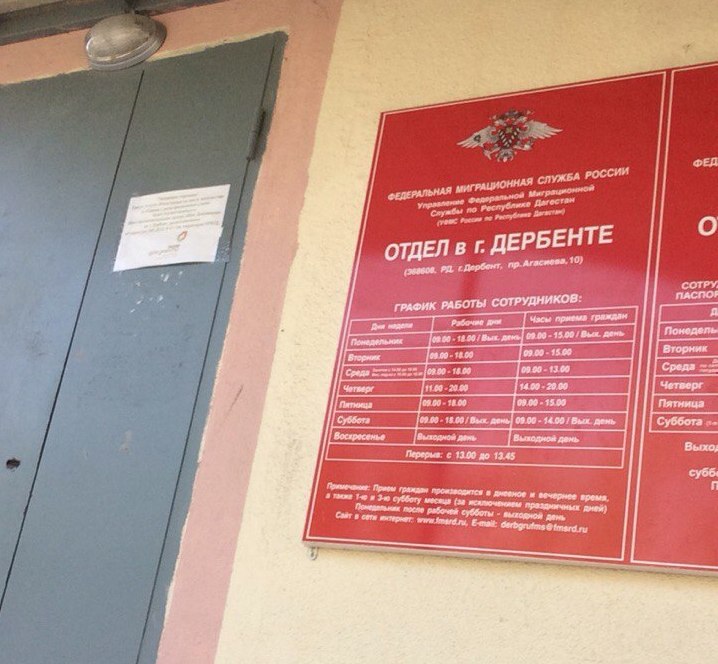 ФЕДЕРАЛЬНАЯ МИГРАЦИОННАЯ СЛУЖБА РОССИИ
Управление Федеральной Миграционной
Службы по Республике Дагестан
(УФМС России по Республике Дагестан)
ОТДЕЛ в г. ДЕРБЕНТЕ
(368608, РД, г.Дербент, пр.Агасиева,10)
ГРАФИК РАБОТЫ СОТРУДНИКОВ:
Дни недели Рабочие дни Часы приема граждан
Понедельник 09.00 - 18.00 / Вых. день 09.00 - 15.00 / Вых. день
Вторник 09.00 - 18.00 09.00 - 15.00
Среда 09.00 - 18.00 09.00 - 13.00
Четверг 11.00 - 20.00 14.00 - 20.00
Пятница 09.00 - 18.00 09.00 - 15.00
Суббота 09.00 - 18.00 / Вых. день 09.00 - 14.00 / Вых. день
Воскресенье Выходной день Выходной день
Перерыв: с 13.00 до 13.45
Примечание: Прием граждан производится в дневное и вечернее время,
а также 1-ю и 3-ю субботу месяца (за исключением праздничных дней)
Понедельник после рабочей субботы - выходной день
Сайт в сети интернет: www.fmsrd.ru, E-mail: derbgrufms@fmsrd.ru
ФЕД
О
СОТРУ
ПАСПОР
Понедель
Вторник
Среда
Четверг
Пятница
Суббота
Выход
субб
П